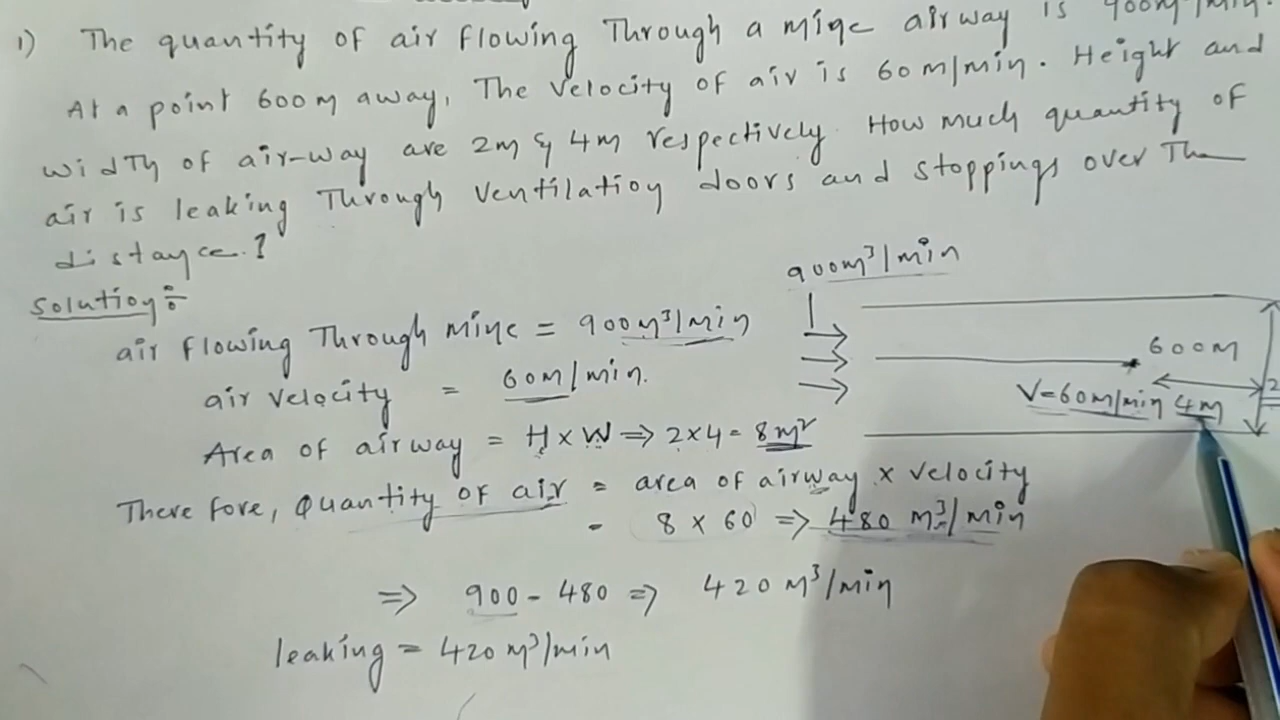 1) The quantity of air flowing Through a Mine airway is 900m³/min.
At a point 600m away, The velocity of air is 60m/min. Height and
width of air-way are 2m & 4m respectively. How much quantity of
air is leaking Through Ventilation doors and stoppings over The
distance.?
Solution:
air flowing Through Mine = 900m³/min
air velocity = 60m/min.
Area of airway = H×W ⇒ 2×4 = 8m²
There fore, Quantity of air = area of airway × velocity
= 8 × 60 ⇒ 480 m³/min
⇒ 900 - 480 ⇒ 420 m³/min
leaking = 420 m³/min
900m³/min
600m
V=60m/min 4m
2